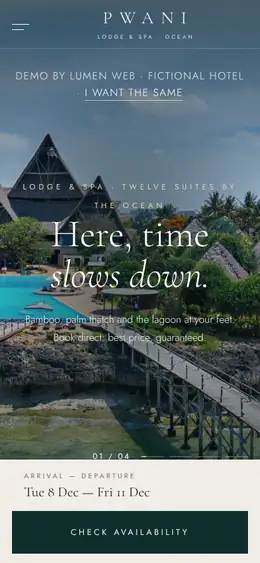 PWANI
LODGE & SPA OCEAN
DEMO BY LUMEN WEB · FICTIONAL HOTEL
· I WANT THE SAME
LODGE & SPA · TWELVE SUITES BY
THE OCEAN
Here, time
slows down.
Bamboo, palm thatch and the lagoon at your feet.
Book direct: best price, guaranteed.
01 / 04
ARRIVAL — DEPARTURE
Tue 8 Dec — Fri 11 Dec
CHECK AVAILABILITY